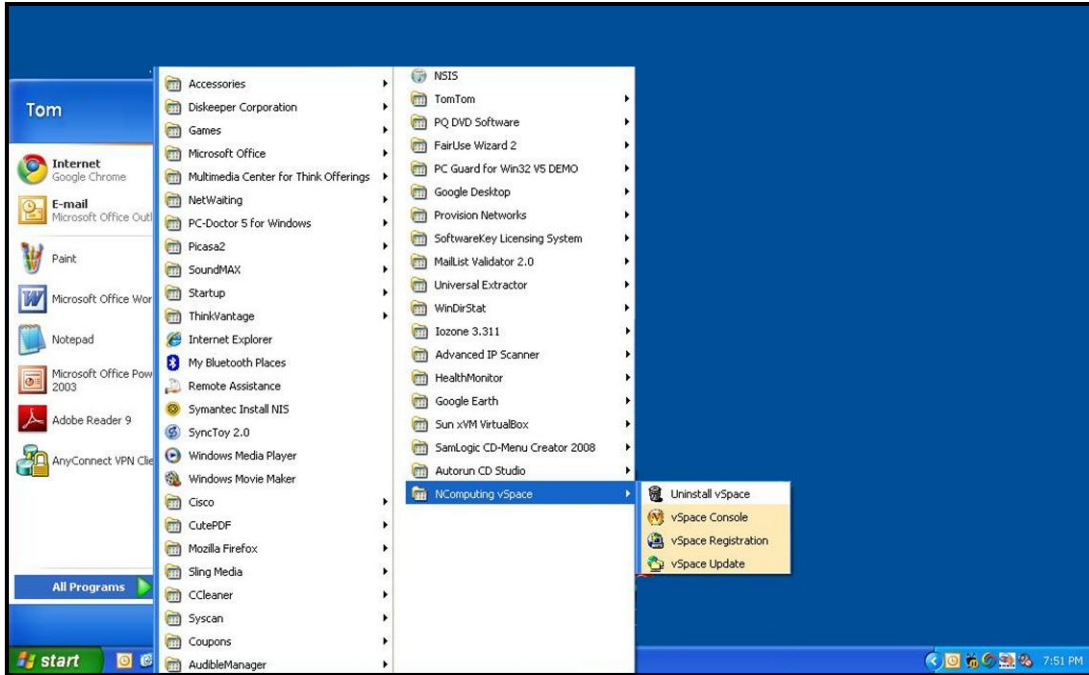 Tom
Internet
Google Chrome
E-mail
Microsoft Office Outl
Paint
Microsoft Office Wor
Notepad
Microsoft Office Pow
2003
Adobe Reader 9
AnyConnect VPN Clie
All Programs
start
Accessories
Diskeeper Corporation
Games
Microsoft Office
Multimedia Center for Think Offerings
NetWaiting
PC-Doctor 5 for Windows
Picasa2
SoundMAX
Startup
ThinkVantage
Internet Explorer
My Bluetooth Places
Remote Assistance
Symantec Install NIS
SyncToy 2.0
Windows Media Player
Windows Movie Maker
Cisco
CutePDF
Mozilla Firefox
Sling Media
CCleaner
Syscan
Coupons
AudibleManager
NSIS
TomTom
PQ DVD Software
FairUse Wizard 2
PC Guard for Win32 V5 DEMO
Google Desktop
Provision Networks
SoftwareKey Licensing System
MailList Validator 2.0
Universal Extractor
WinDirStat
Iozone 3.311
Advanced IP Scanner
HealthMonitor
Google Earth
Sun xVM VirtualBox
SamLogic CD-Menu Creator 2008
Autorun CD Studio
NComputing vSpace
Uninstall vSpace
vSpace Console
vSpace Registration
vSpace Update
7:51 PM